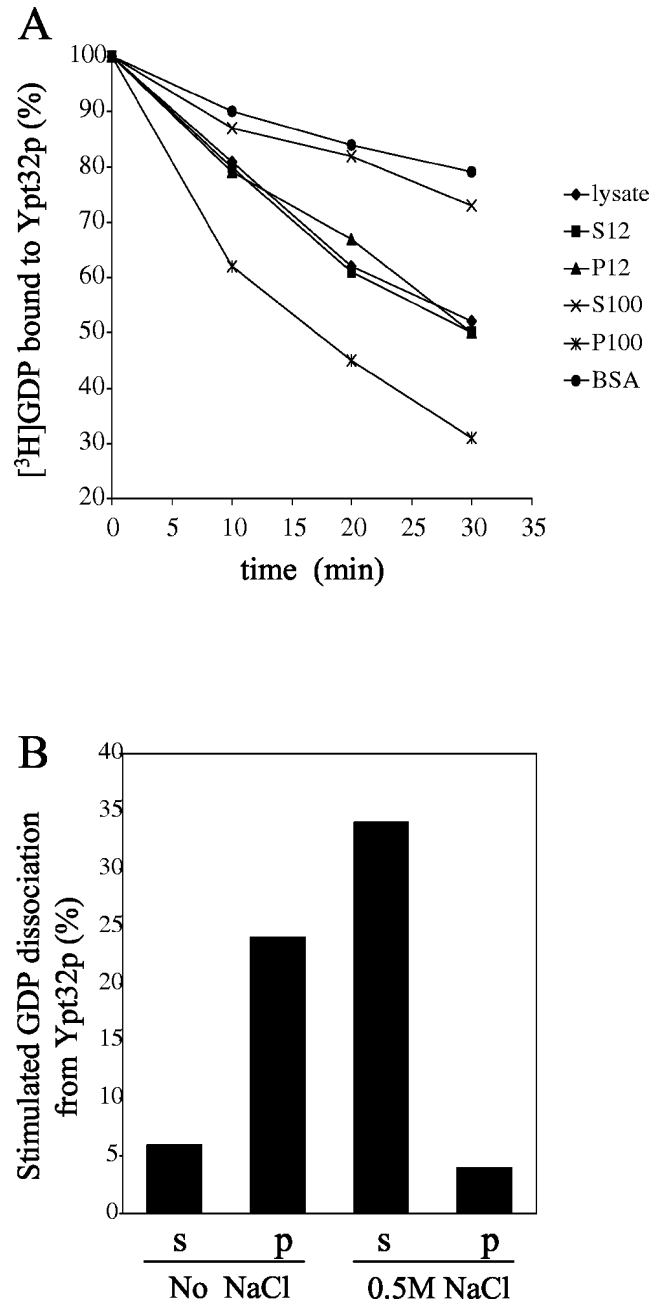 A
[³H]GDP bound to Ypt32p (%)
100
90
80
70
60
50
40
30
20
0 5 10 15 20 25 30 35
time (min)
lysate
S12
P12
S100
P100
BSA
B
Stimulated GDP dissociation
from Ypt32p (%)
40
35
30
25
20
15
10
5
0
s p s p
No NaCl 0.5M NaCl